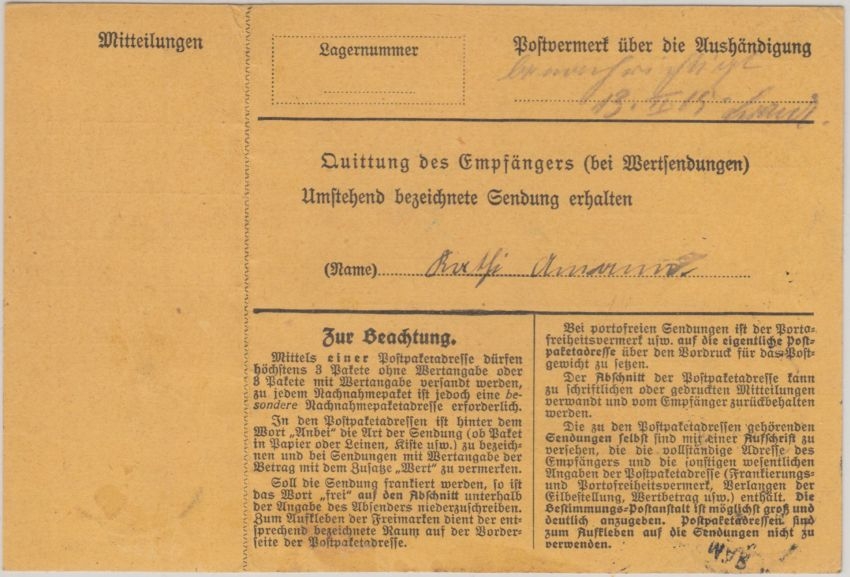 Mitteilungen
Lagernummer
Postvermerk über die Aushändigung
benachrichtigt
13. IX 19
Quittung des Empfängers (bei Wertsendungen)
Umstehend bezeichnete Sendung erhalten
(Name) Kathi Amann
Zur Beachtung.
Mittels einer Postpaketadresse dürfen
höchstens 3 Pakete ohne Wertangabe oder
3 Pakete mit Wertangabe versandt werden,
zu jedem Nachnahmepaket ist jedoch eine be-
sondere Nachnahmepaketadresse erforderlich.
In den Postpaketadressen ist hinter dem
Wort „Anbei“ die Art der Sendung (ob Paket
in Papier oder Leinen, Kiste usw.) zu bezeich-
nen und bei Sendungen mit Wertangabe der
Betrag mit dem Zusatze „Wert“ zu vermerken.
Soll die Sendung frankiert werden, so ist
das Wort „frei“ auf den Abschnitt unterhalb
der Angabe des Absenders niederzuschreiben.
Zum Aufkleben der Freimarken dient der ent-
sprechend bezeichnete Raum auf der Vorder-
seite der Postpaketadresse.
Bei portofreien Sendungen ist der Porto-
freiheitsvermerk usw. auf die eigentliche Post-
paketadresse über den Vordruck für das Post-
gewicht zu setzen.
Der Abschnitt der Postpaketadresse kann
zu schriftlichen oder gedruckten Mitteilungen
verwandt und vom Empfänger zurückbehalten
werden.
Die zu den Postpaketadressen gehörenden
Sendungen selbst sind mit einer Aufschrift zu
versehen, die die vollständige Adresse des
Empfängers und die sonstigen wesentlichen
Angaben der Postpaketadresse (Frankierungs-
und Portofreiheitsvermerk, Verlangen der
Eilbestellung, Wertbetrag usw.) enthält. Die
Bestimmungs-Postanstalt ist möglichst groß und
deutlich anzugeben. Postpaketadressen sind
zum Aufkleben auf die Sendungen nicht zu
verwenden.